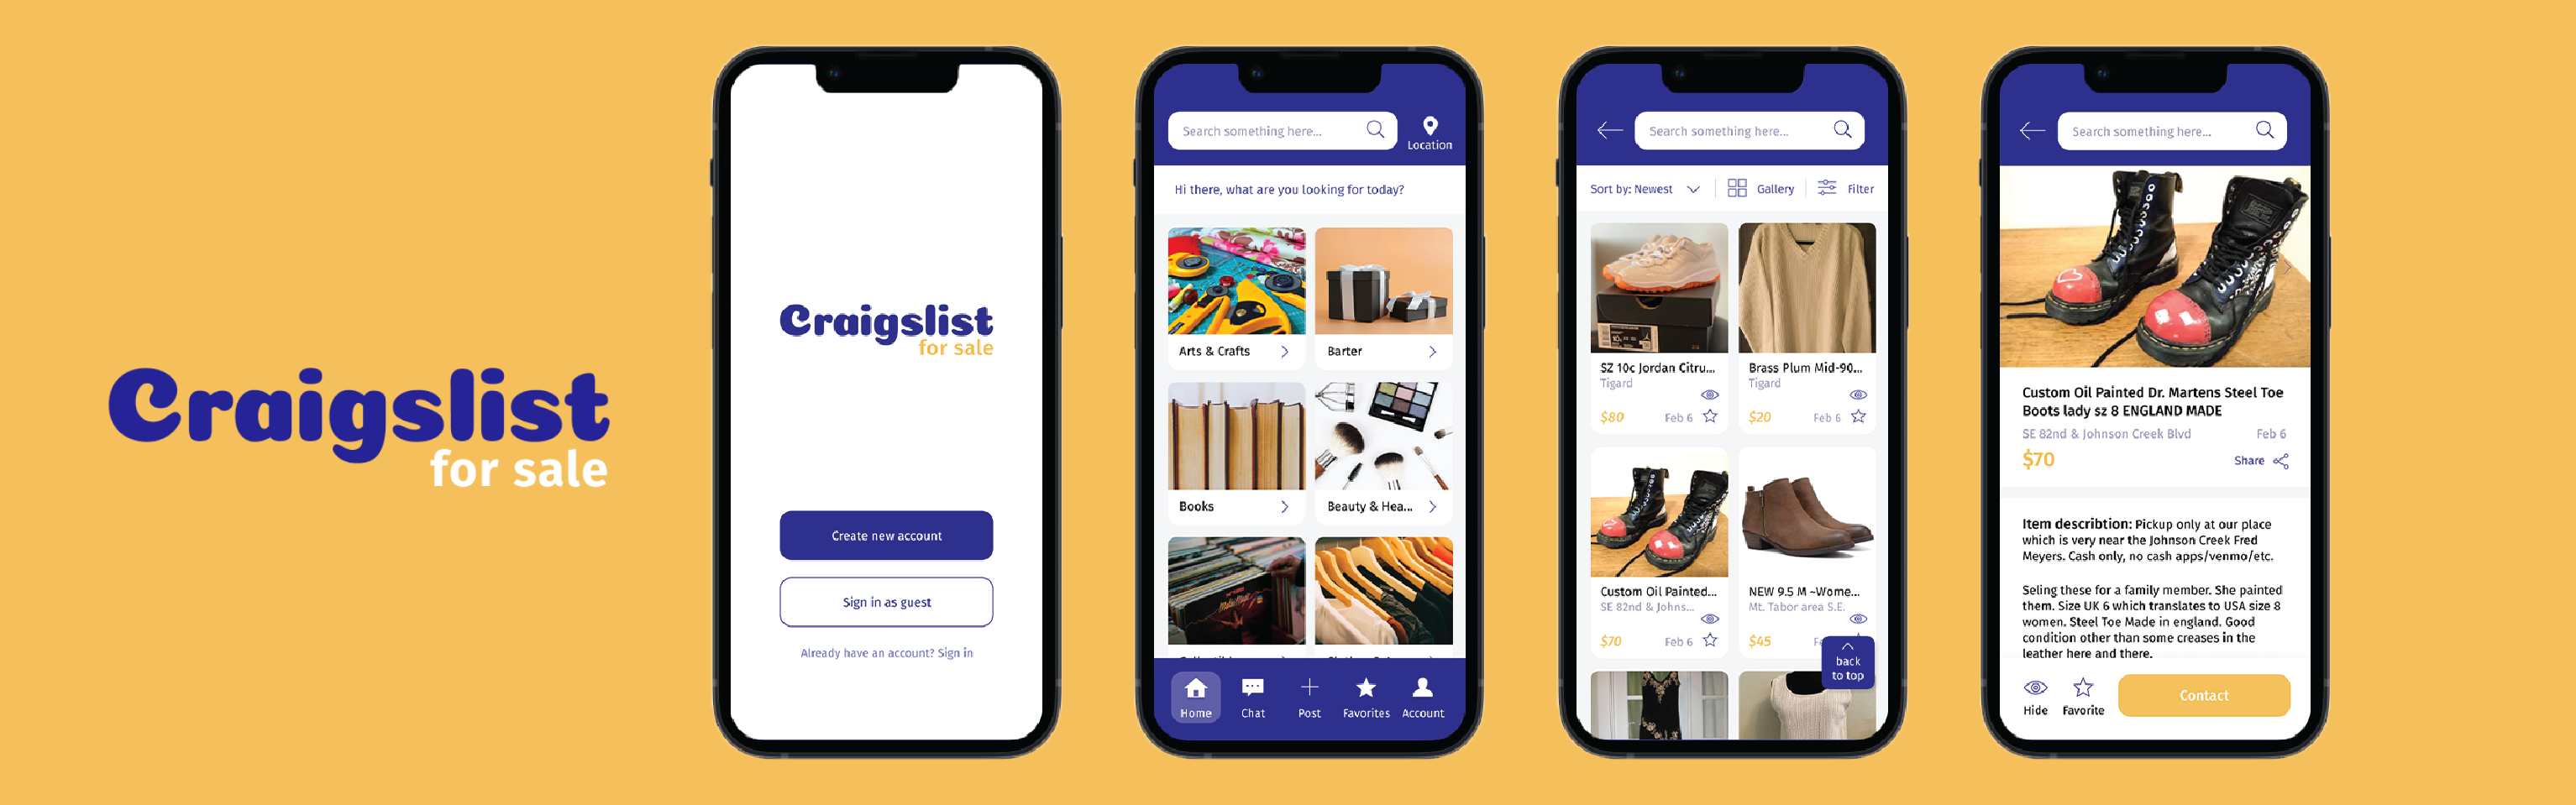 Craigslist
for sale
Craigslist
for sale
Create new account
Sign in as guest
Already have an account? Sign in
Search something here...
Location
Hi there, what are you looking for today?
Arts & Crafts
Barter
Books
Beauty & Hea...
Home
Chat
Post
Favorites
Account
Search something here...
Sort by: Newest
Gallery
Filter
SZ 10c Jordan Citru...
Tigard
$80
Feb 6
Brass Plum Mid-90...
Tigard
$20
Feb 6
Custom Oil Painted...
SE 82nd & Johns...
$70
Feb 6
NEW 9.5 M ~Wome...
Mt. Tabor area S.E.
$45
back
to top
Search something here...
Custom Oil Painted Dr. Martens Steel Toe
Boots lady sz 8 ENGLAND MADE
SE 82nd & Johnson Creek Blvd
Feb 6
$70
Share
Item describtion: Pickup only at our place
which is very near the Johnson Creek Fred
Meyers. Cash only, no cash apps/venmo/etc.
Seling these for a family member. She painted
them. Size UK 6 which translates to USA size 8
women. Steel Toe Made in england. Good
condition other than some creases in the
leather here and there.
Hide
Favorite
Contact